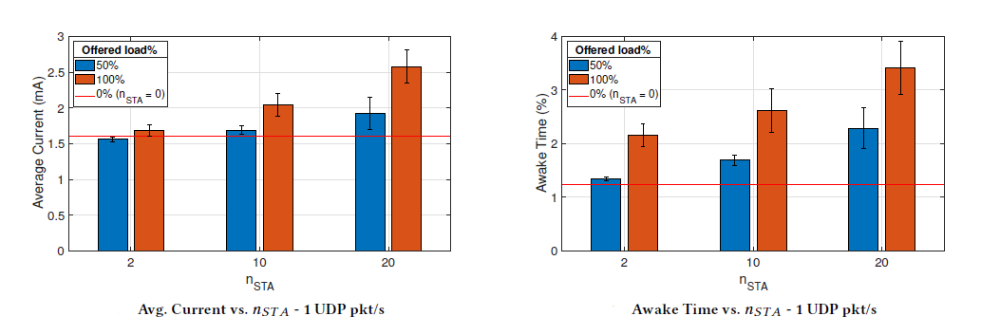 3
2.5
2
1.5
1
0.5
0
Average Current (mA)
Offered load%
50%
100%
0% (nSTA = 0)
2
10
20
nSTA
Avg. Current vs. nSTA - 1 UDP pkt/s
4
3
2
1
0
Awake Time (%)
Offered load%
50%
100%
0% (nSTA = 0)
2
10
20
nSTA
Awake Time vs. nSTA - 1 UDP pkt/s